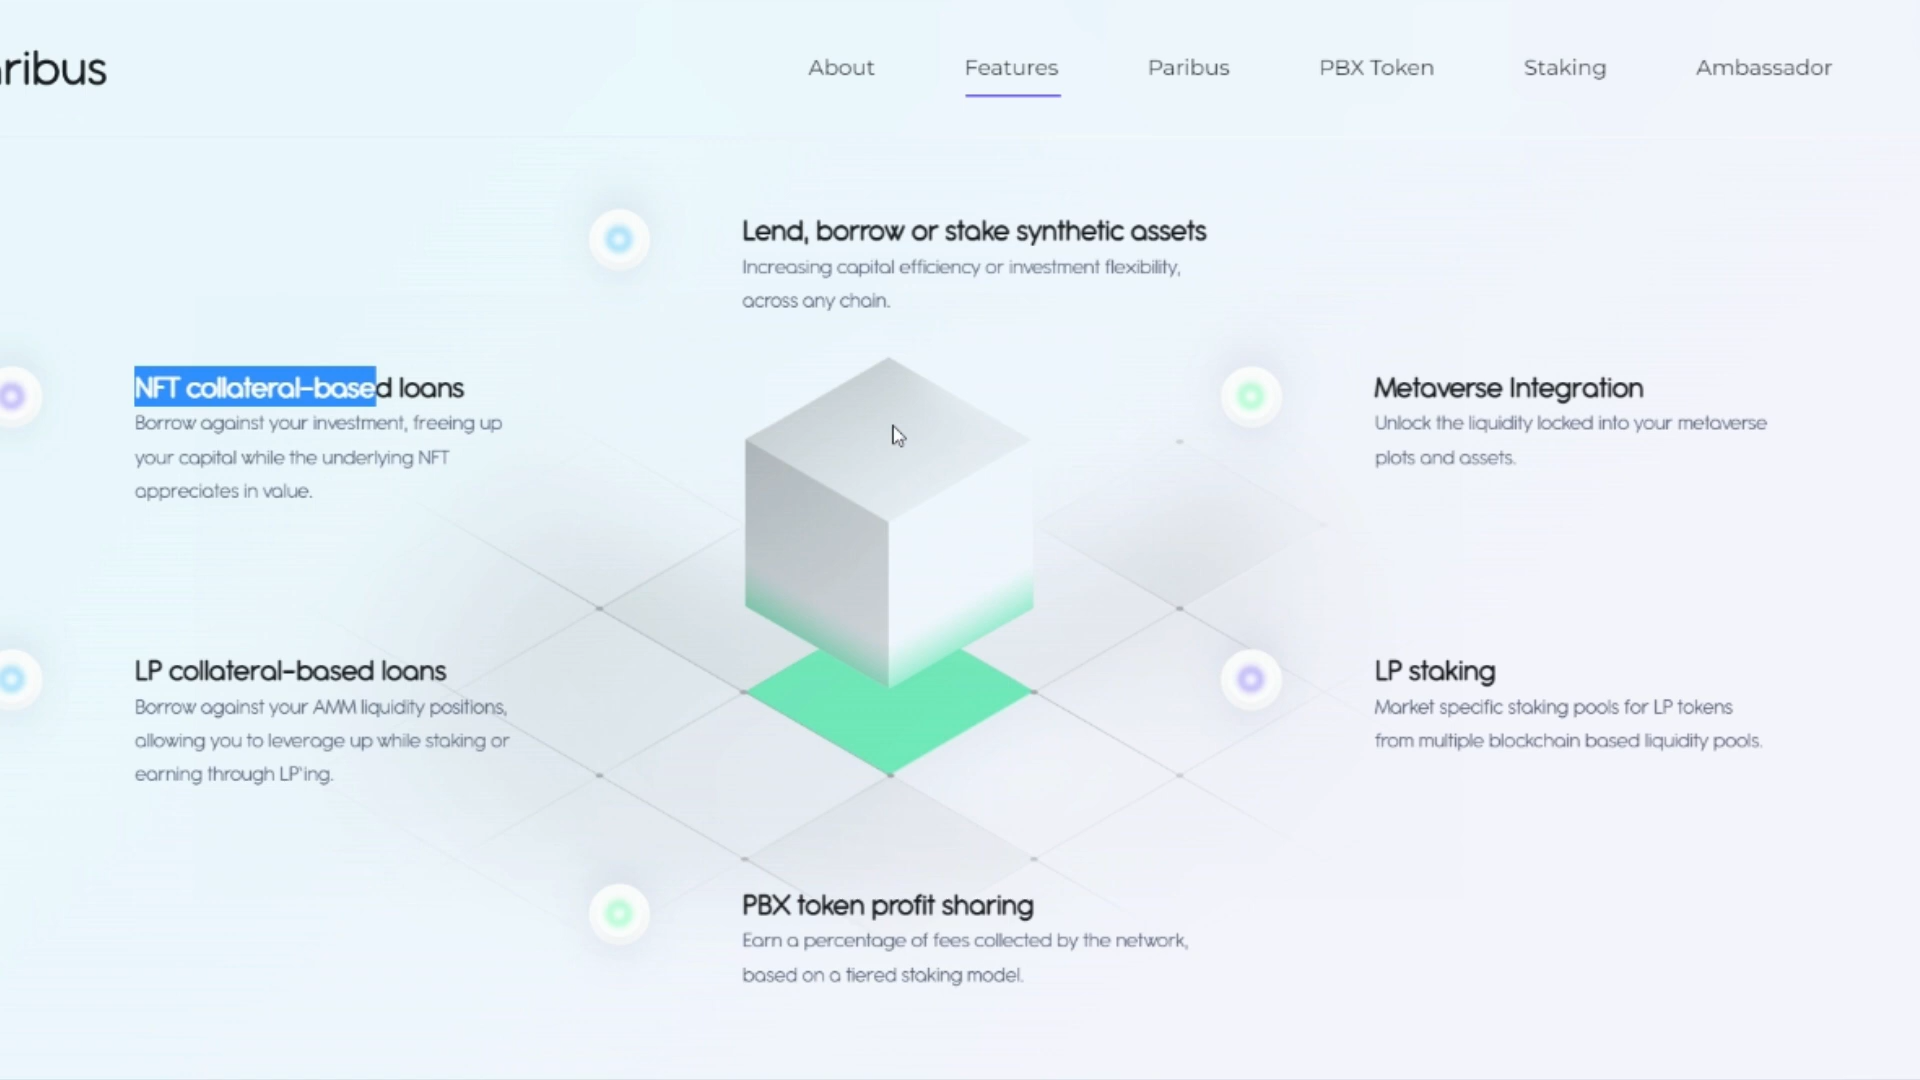 aribus
About Features Paribus PBX Token Staking Ambassador
Lend, borrow or stake synthetic assets
Increasing capital efficiency or investment flexibility,
across any chain.
NFT collateral-based loans
Borrow against your investment, freeing up
your capital while the underlying NFT
appreciates in value.
Metaverse Integration
Unlock the liquidity locked into your metaverse
plots and assets.
LP collateral-based loans
Borrow against your AMM liquidity positions,
allowing you to leverage up while staking or
earning through LP'ing.
LP staking
Market specific staking pools for LP tokens
from multiple blockchain based liquidity pools.
PBX token profit sharing
Earn a percentage of fees collected by the network,
based on a tiered staking model.